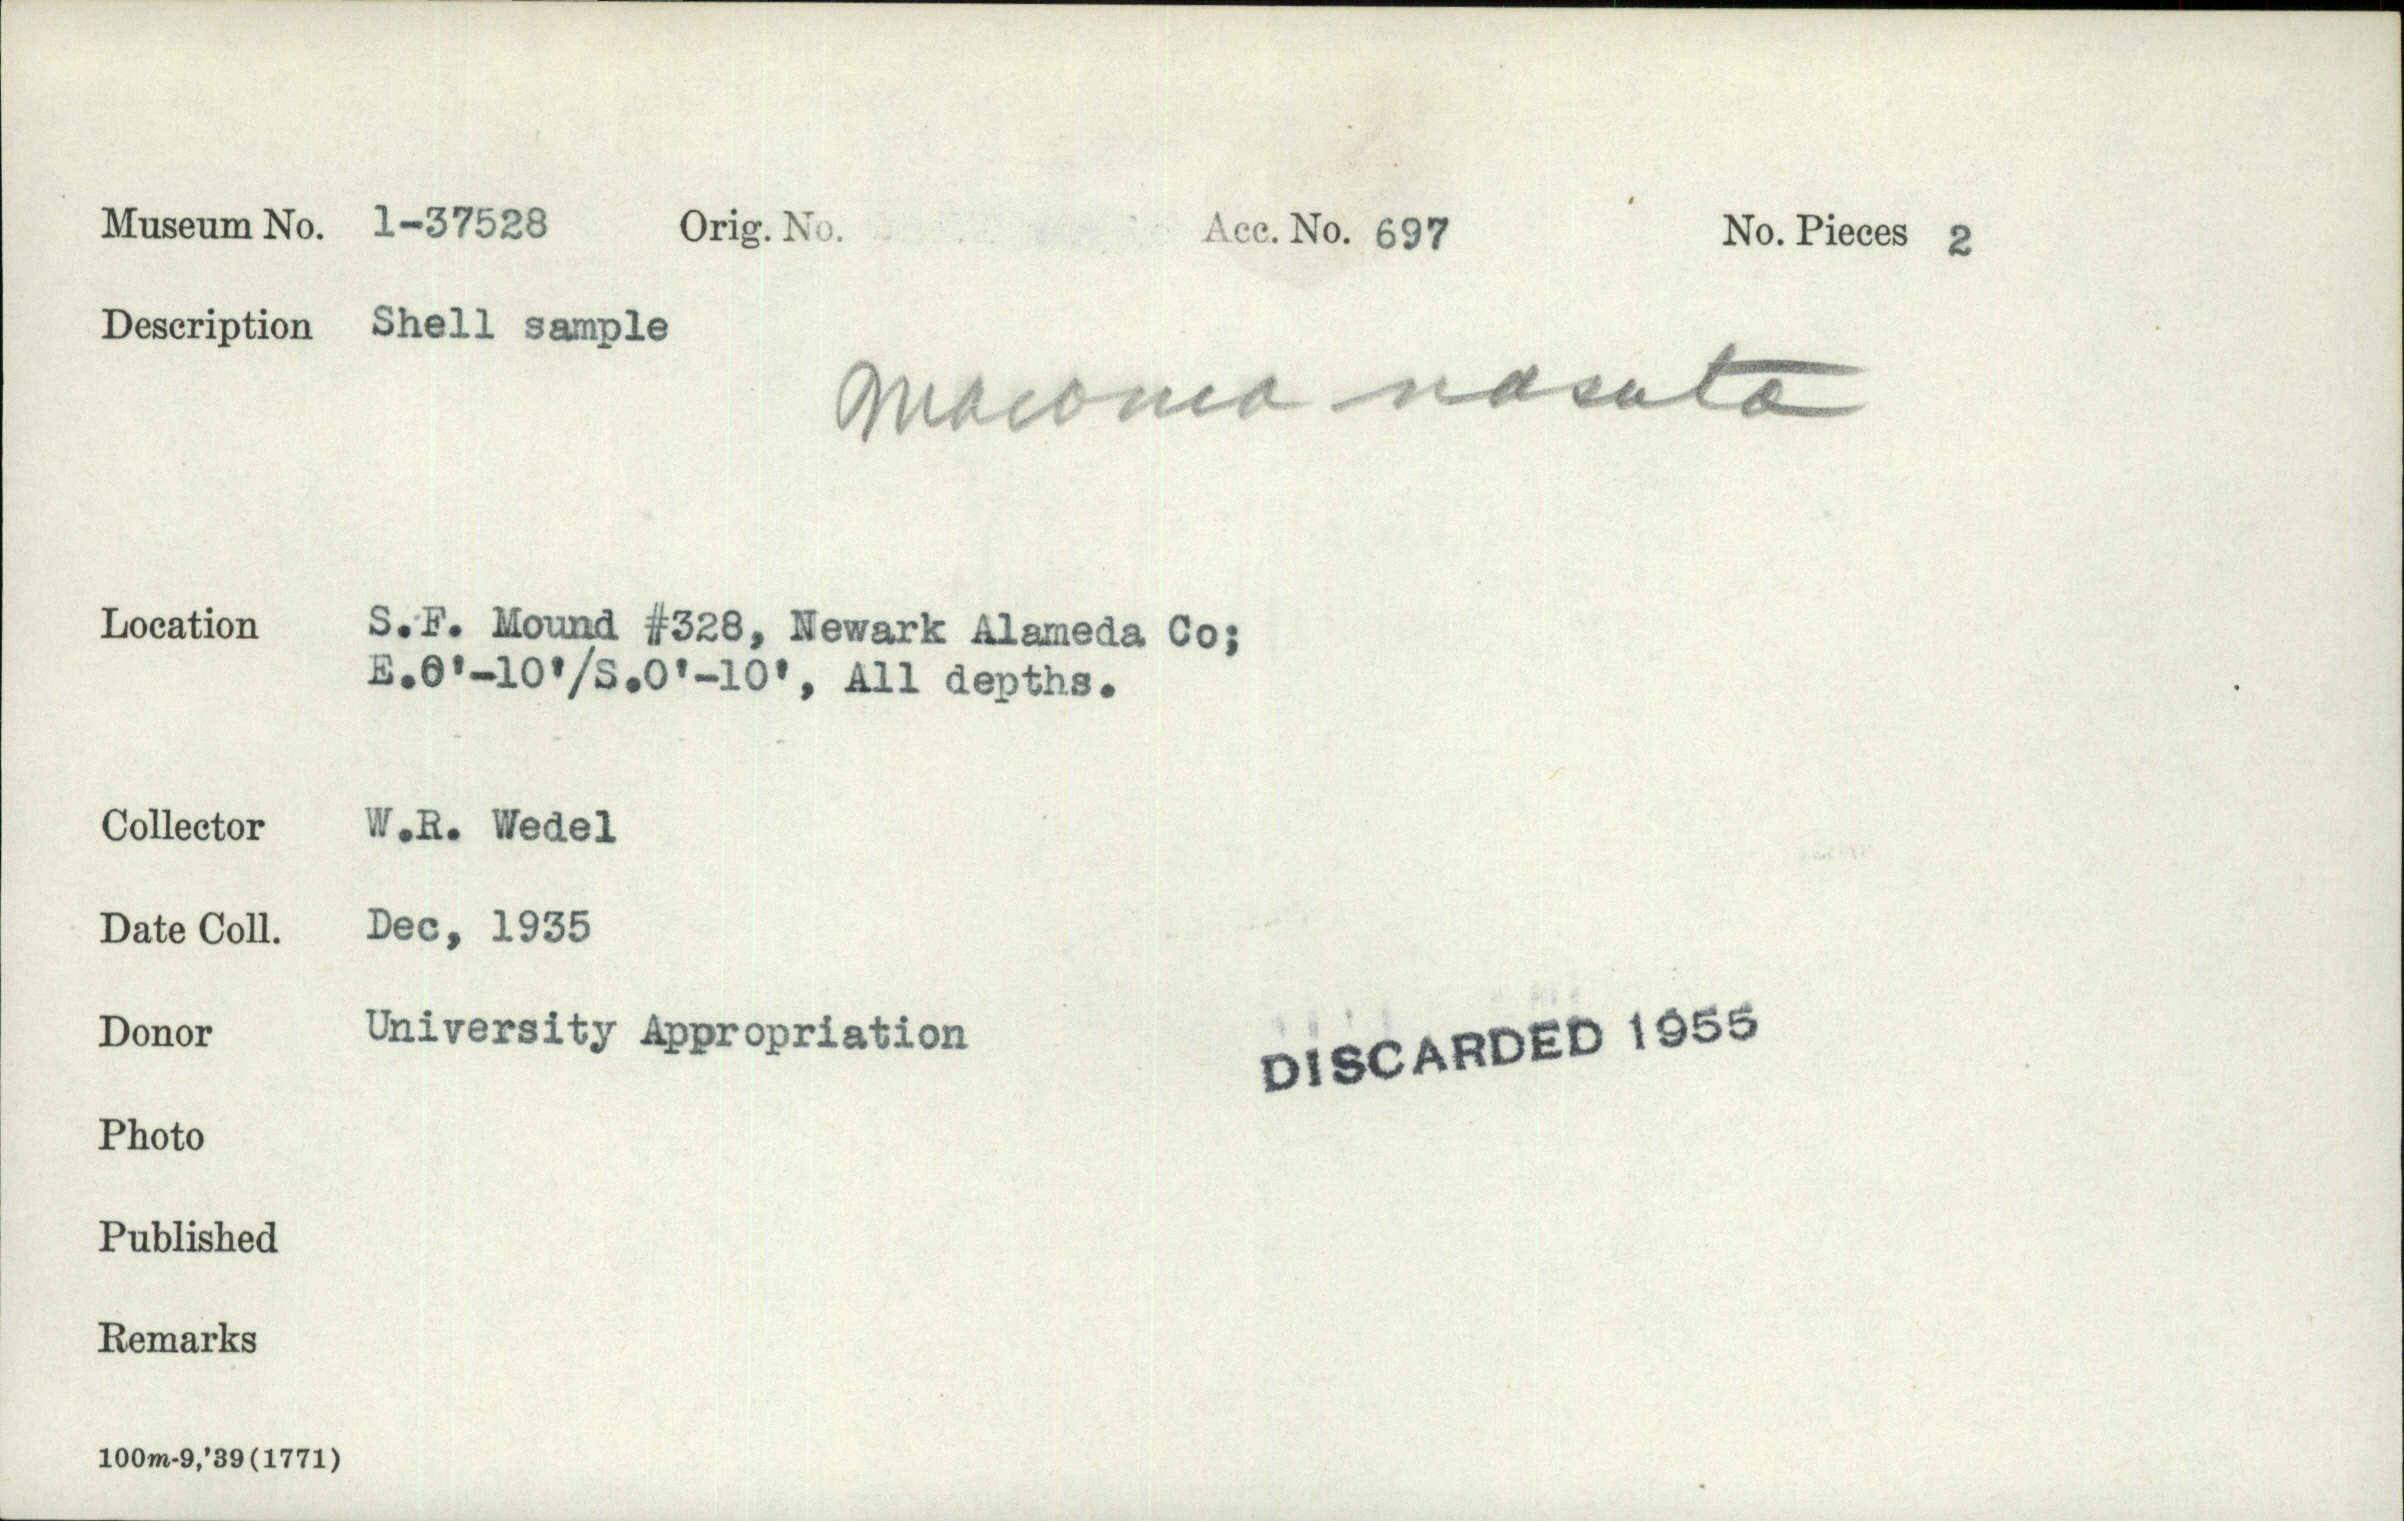 Museum No. 1-37528 Orig. No. Acc. No. 697 No. Pieces 2
Description Shell sample
Macoma nasuta
Location S.F. Mound #328, Newark Alameda Co;
E.0'-10'/S.0'-10', All depths.
Collector W.R. Wedel
Date Coll. Dec, 1935
Donor University Appropriation
DISCARDED 1955
Photo
Published
Remarks
100m-9,'39(1771)